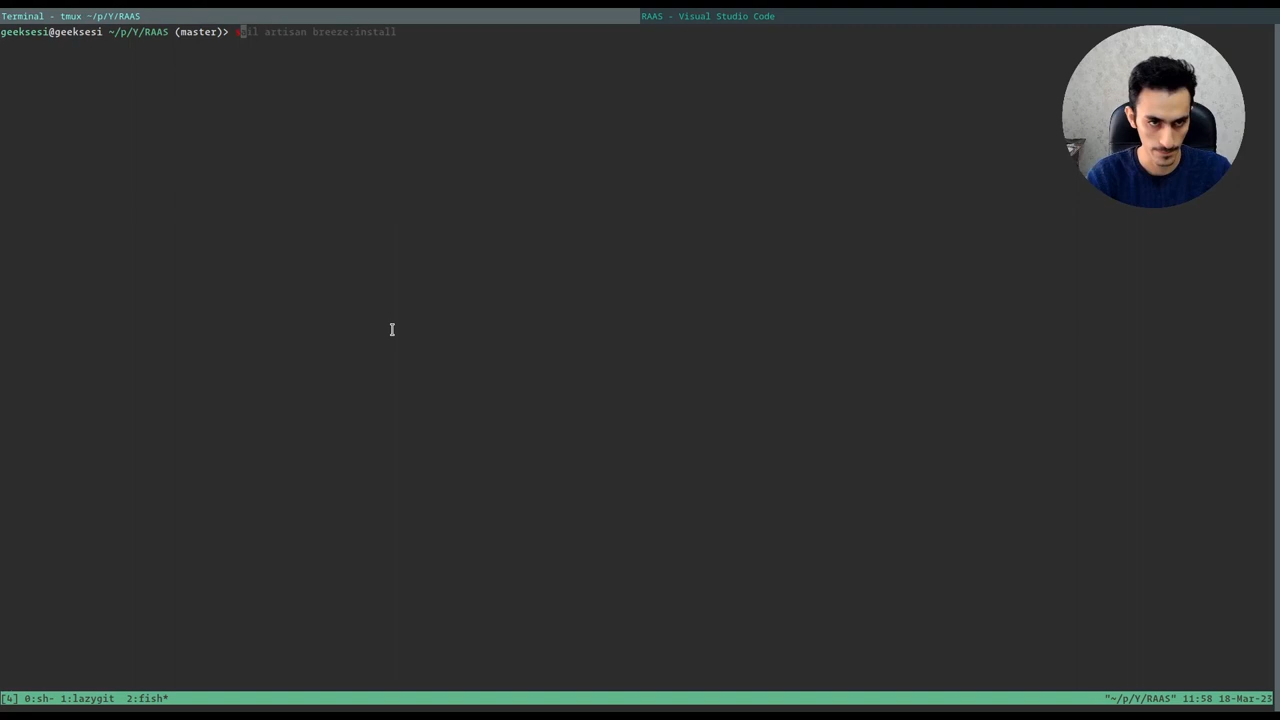 Terminal - tmux ~/p/Y/RAAS
RAAS - Visual Studio Code
geeksesi@geeksesi ~/p/Y/RAAS (master)> sail artisan breeze:install
[4] 0:sh- 1:lazygit 2:fish*
"~/p/Y/RAAS" 11:58 18-Mar-23